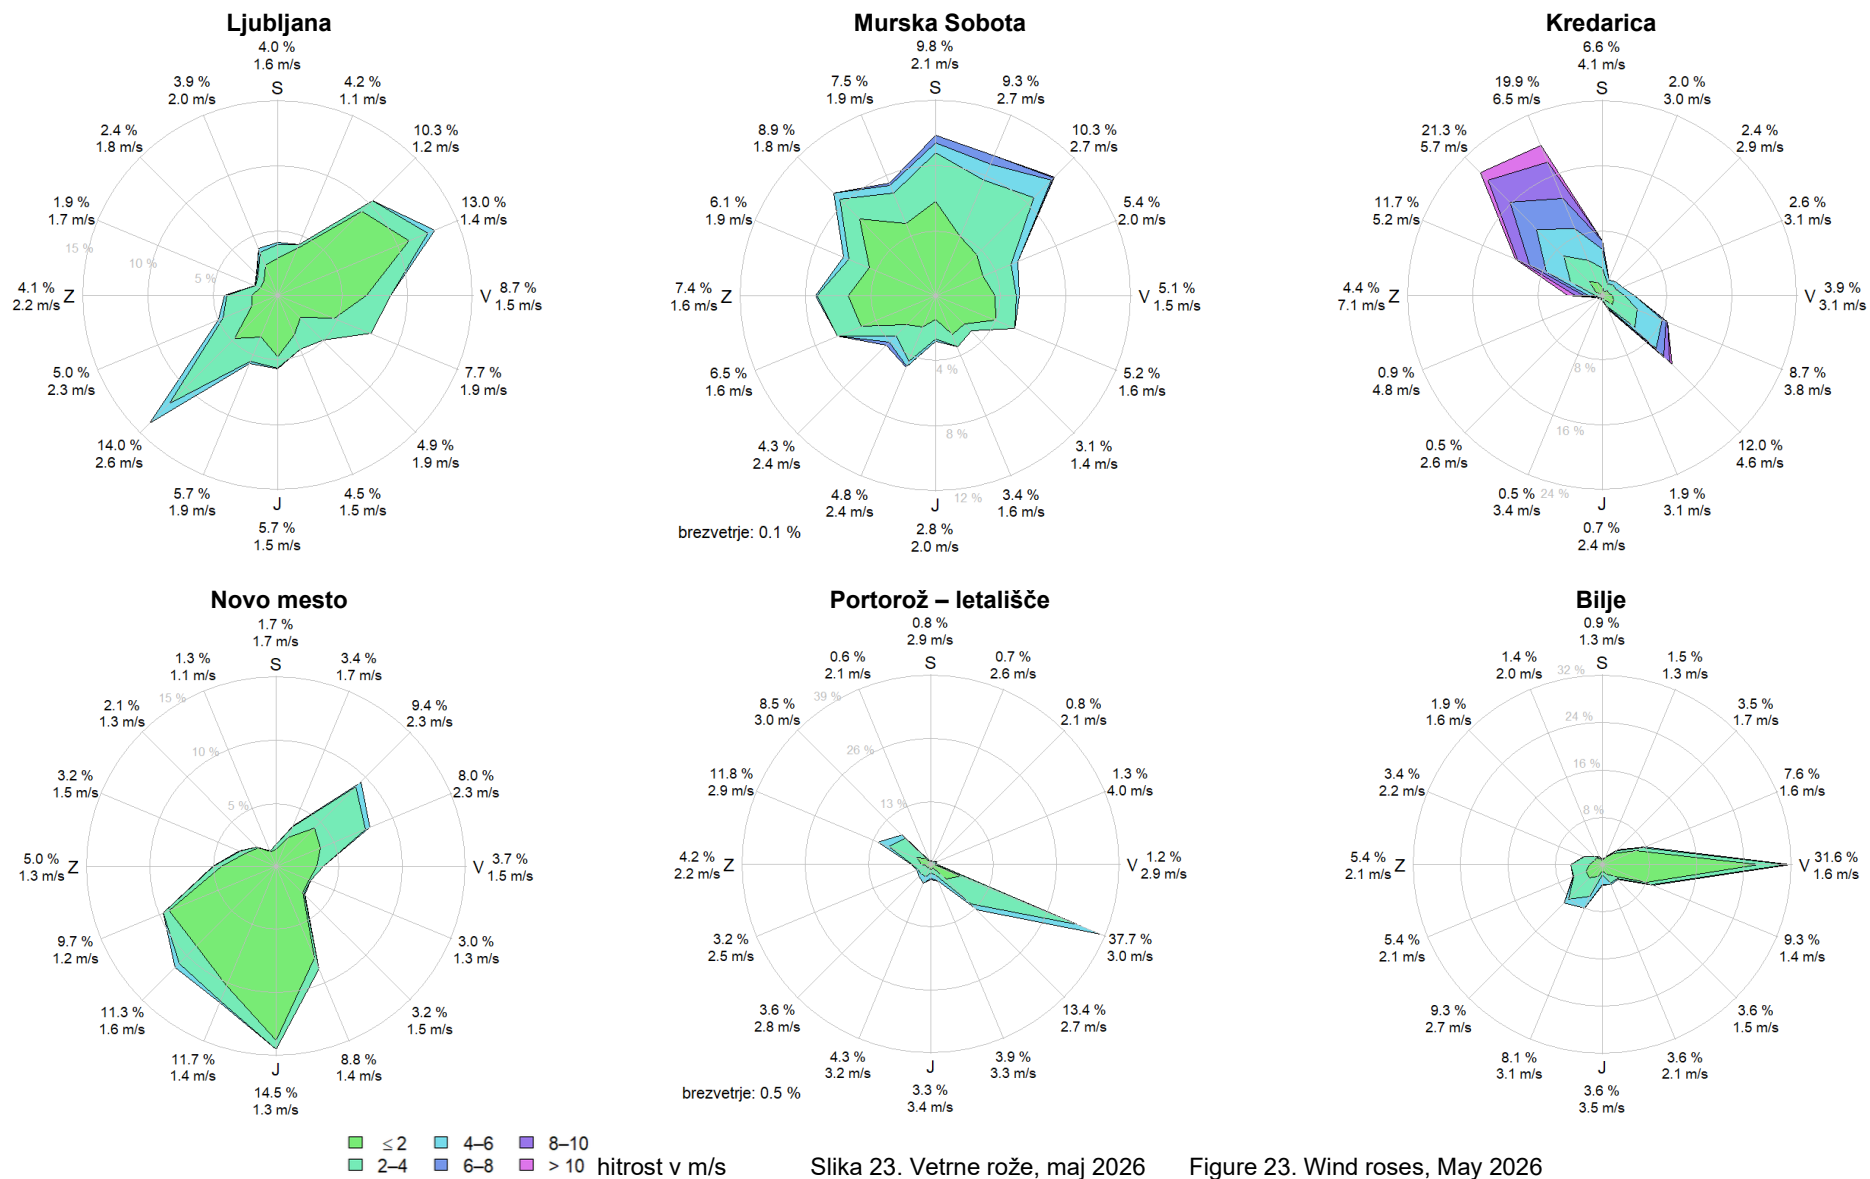 Ljubljana
4.0 %
1.6 m/s
S
3.9 %
2.0 m/s
4.2 %
1.1 m/s
2.4 %
1.8 m/s
10.3 %
1.2 m/s
1.9 %
1.7 m/s
13.0 %
1.4 m/s
15 %
10 %
5 %
4.1 %
2.2 m/s
Z
V
8.7 %
1.5 m/s
5.0 %
2.3 m/s
7.7 %
1.9 m/s
14.0 %
2.6 m/s
4.9 %
1.9 m/s
5.7 %
1.9 m/s
4.5 %
1.5 m/s
J
5.7 %
1.5 m/s
Murska Sobota
9.8 %
2.1 m/s
S
7.5 %
1.9 m/s
9.3 %
2.7 m/s
8.9 %
1.8 m/s
10.3 %
2.7 m/s
6.1 %
1.9 m/s
5.4 %
2.0 m/s
7.4 %
1.6 m/s
Z
V
5.1 %
1.5 m/s
4 %
8 %
12 %
6.5 %
1.6 m/s
5.2 %
1.6 m/s
4.3 %
2.4 m/s
3.1 %
1.4 m/s
4.8 %
2.4 m/s
3.4 %
1.6 m/s
J
2.8 %
2.0 m/s
brezvetrje: 0.1 %
Kredarica
6.6 %
4.1 m/s
S
19.9 %
6.5 m/s
2.0 %
3.0 m/s
21.3 %
5.7 m/s
2.4 %
2.9 m/s
11.7 %
5.2 m/s
2.6 %
3.1 m/s
4.4 %
7.1 m/s
Z
V
3.9 %
3.1 m/s
8 %
16 %
24 %
0.9 %
4.8 m/s
8.7 %
3.8 m/s
0.5 %
2.6 m/s
12.0 %
4.6 m/s
0.5 %
3.4 m/s
1.9 %
3.1 m/s
J
0.7 %
2.4 m/s
Novo mesto
1.7 %
1.7 m/s
S
1.3 %
1.1 m/s
3.4 %
1.7 m/s
15 %
10 %
5 %
2.1 %
1.3 m/s
9.4 %
2.3 m/s
3.2 %
1.5 m/s
8.0 %
2.3 m/s
5.0 %
1.3 m/s
Z
V
3.7 %
1.5 m/s
9.7 %
1.2 m/s
3.0 %
1.3 m/s
11.3 %
1.6 m/s
3.2 %
1.5 m/s
11.7 %
1.4 m/s
8.8 %
1.4 m/s
J
14.5 %
1.3 m/s
Portorož – letališče
0.8 %
2.9 m/s
S
0.6 %
2.1 m/s
0.7 %
2.6 m/s
39 %
26 %
13 %
8.5 %
3.0 m/s
0.8 %
2.1 m/s
11.8 %
2.9 m/s
1.3 %
4.0 m/s
4.2 %
2.2 m/s
Z
V
1.2 %
2.9 m/s
3.2 %
2.5 m/s
37.7 %
3.0 m/s
3.6 %
2.8 m/s
13.4 %
2.7 m/s
4.3 %
3.2 m/s
3.9 %
3.3 m/s
J
3.3 %
3.4 m/s
brezvetrje: 0.5 %
Bilje
0.9 %
1.3 m/s
S
1.4 %
2.0 m/s
1.5 %
1.3 m/s
32 %
24 %
16 %
8 %
1.9 %
1.6 m/s
3.5 %
1.7 m/s
3.4 %
2.2 m/s
7.6 %
1.6 m/s
5.4 %
2.1 m/s
Z
V
31.6 %
1.6 m/s
5.4 %
2.1 m/s
9.3 %
1.4 m/s
9.3 %
2.7 m/s
3.6 %
1.5 m/s
8.1 %
3.1 m/s
3.6 %
2.1 m/s
J
3.6 %
3.5 m/s
≤ 2 4–6 8–10
2–4 6–8 > 10 hitrost v m/s
Slika 23. Vetrne rože, maj 2026 Figure 23. Wind roses, May 2026